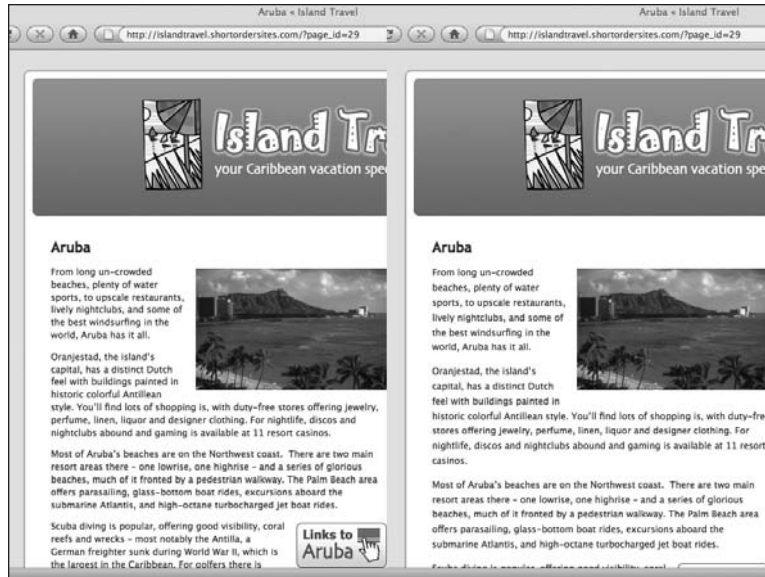 Aruba « Island Travel
http://islandtravel.shortordersites.com/?page_id=29
Island Tr
your Caribbean vacation spe
Aruba
From long un-crowded
beaches, plenty of water
sports, to upscale restaurants,
lively nightclubs, and some of
the best windsurfing in the
world, Aruba has it all.
Oranjestad, the island's
capital, has a distinct Dutch
feel with buildings painted in
historic colorful Antillean
style. You'll find lots of shopping is, with duty-free stores offering jewelry,
perfume, linen, liquor and designer clothing. For nightlife, discos and
nightclubs abound and gaming is available at 11 resort casinos.
Most of Aruba's beaches are on the Northwest coast. There are two main
resort areas there - one lowrise, one highrise - and a series of glorious
beaches, much of it fronted by a pedestrian walkway. The Palm Beach area
offers parasailing, glass-bottom boat rides, excursions aboard the
submarine Atlantis, and high-octane turbocharged jet boat rides.
Scuba diving is popular, offering good visibility, coral
reefs and wrecks - most notably the Antilla, a
German freighter sunk during World War II, which is
the largest in the Caribbean. For golfers there is
Links to
Aruba
Aruba « Island Travel
http://islandtravel.shortordersites.com/?page_id=29
Island Tr
your Caribbean vacation spe
Aruba
From long un-crowded
beaches, plenty of water
sports, to upscale restaurants,
lively nightclubs, and some of
the best windsurfing in the
world, Aruba has it all.
Oranjestad, the island's
capital, has a distinct Dutch
feel with buildings painted in
historic colorful Antillean style. You'll find lots of shopping is, with duty-fre
stores offering jewelry, perfume, linen, liquor and designer clothing. For
nightlife, discos and nightclubs abound and gaming is available at 11 resort
casinos.
Most of Aruba's beaches are on the Northwest coast. There are two main
resort areas there - one lowrise, one highrise - and a series of glorious
beaches, much of it fronted by a pedestrian walkway. The Palm Beach area
offers parasailing, glass-bottom boat rides, excursions aboard the
submarine Atlantis, and high-octane turbocharged jet boat rides.
Scuba diving is popular, offering good visibility, coral